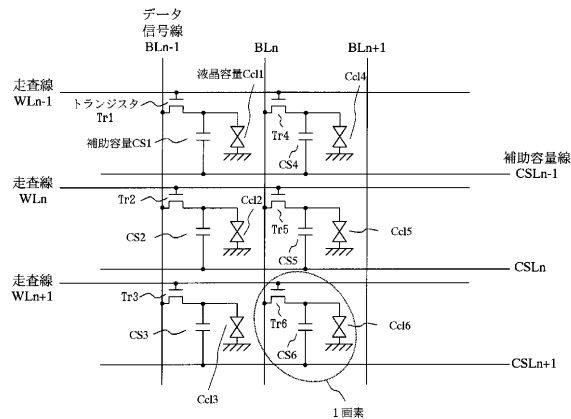 データ
信号線
BLn-1
BLn
BLn+1
走査線
WLn-1
液晶容量Ccl1
Ccl4
トランジスタ
Tr1
Tr4
補助容量CS1
CS4
補助容量線
CSLn-1
走査線
WLn
Tr2
Ccl2
Tr5
CS2
CS5
Ccl5
CSLn
走査線
WLn+1
Tr3
Tr6
CS3
CS6
Ccl6
CSLn+1
Ccl3
1画素